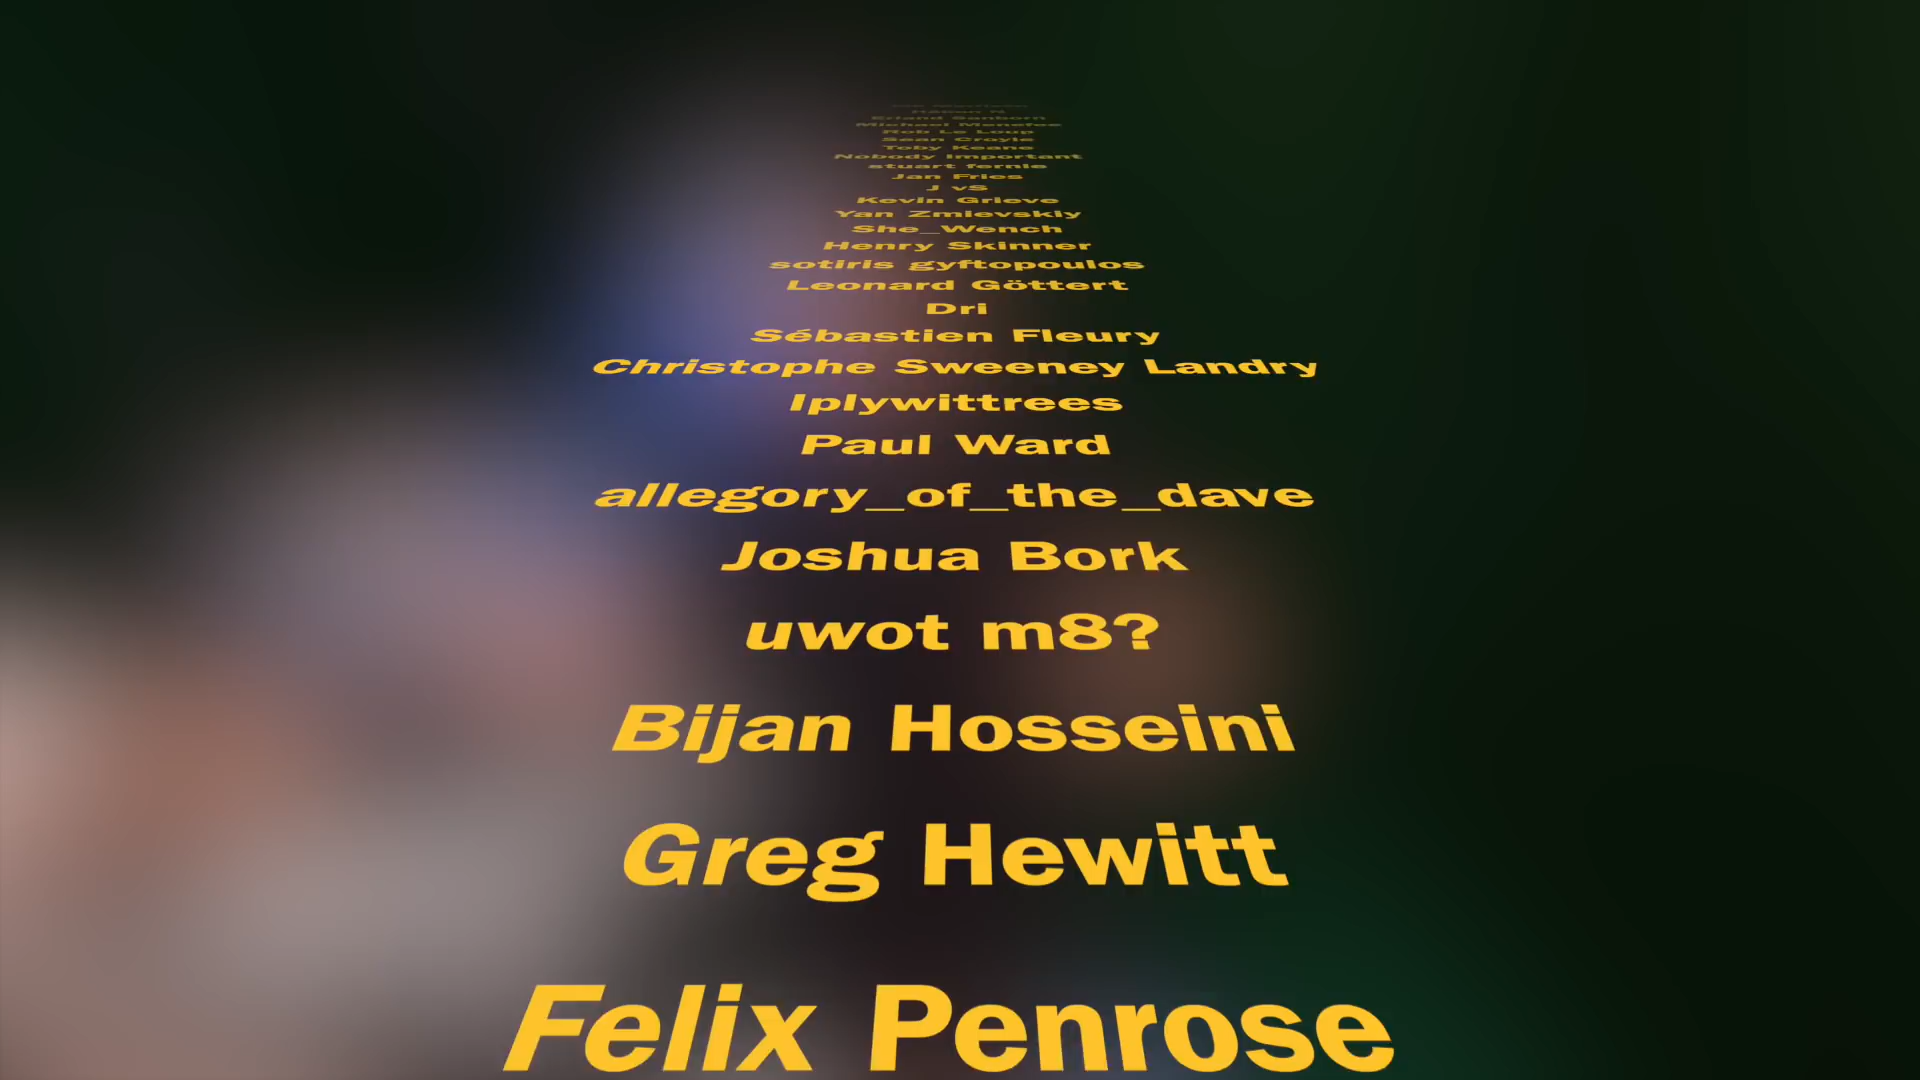 Erland Sanborn
Michael Menefee
Rob Le Loup
Sean Croyle
Toby Keane
Nobody Important
stuart fernie
Jan Fries
J vS
Kevin Grieve
Yan Zmievskiy
She_Wench
Henry Skinner
sotiris gyftopoulos
Leonard Göttert
Dri
Sébastien Fleury
Christophe Sweeney Landry
Iplywittrees
Paul Ward
allegory_of_the_dave
Joshua Bork
uwot m8?
Bijan Hosseini
Greg Hewitt
Felix Penrose